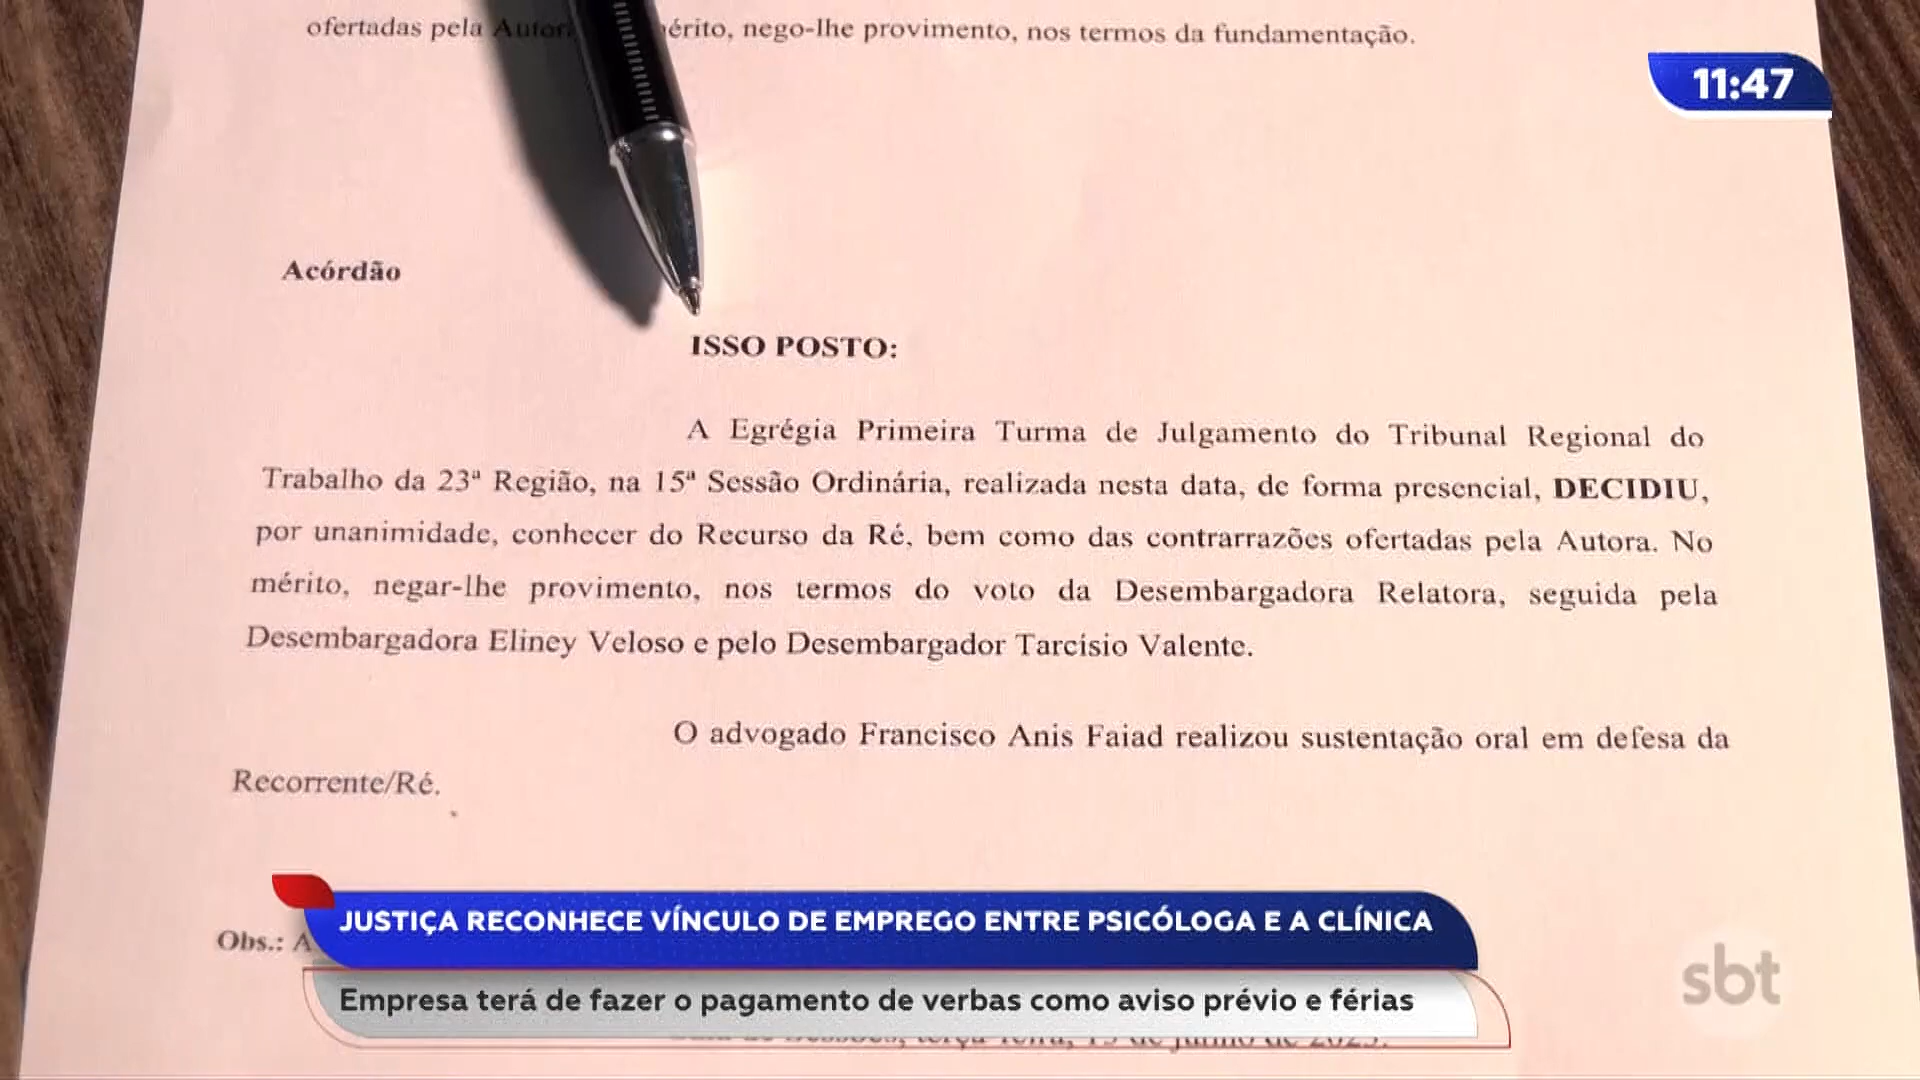 ofertadas pela Autora mérito, nego-lhe provimento, nos termos da fundamentação.
11:47
Acórdão
ISSO POSTO:
A Egrégia Primeira Turma de Julgamento do Tribunal Regional do
Trabalho da 23ª Região, na 15ª Sessão Ordinária, realizada nesta data, de forma presencial, DECIDIU,
por unanimidade, conhecer do Recurso da Ré, bem como das contrarrazões ofertadas pela Autora. No
mérito, negar-lhe provimento, nos termos do voto da Desembargadora Relatora, seguida pela
Desembargadora Eliney Veloso e pelo Desembargador Tarcísio Valente.
O advogado Francisco Anis Faiad realizou sustentação oral em defesa da
Recorrente/Ré.
Obs.: A
JUSTIÇA RECONHECE VÍNCULO DE EMPREGO ENTRE PSICÓLOGA E A CLÍNICA
Empresa terá de fazer o pagamento de verbas como aviso prévio e férias
sbt